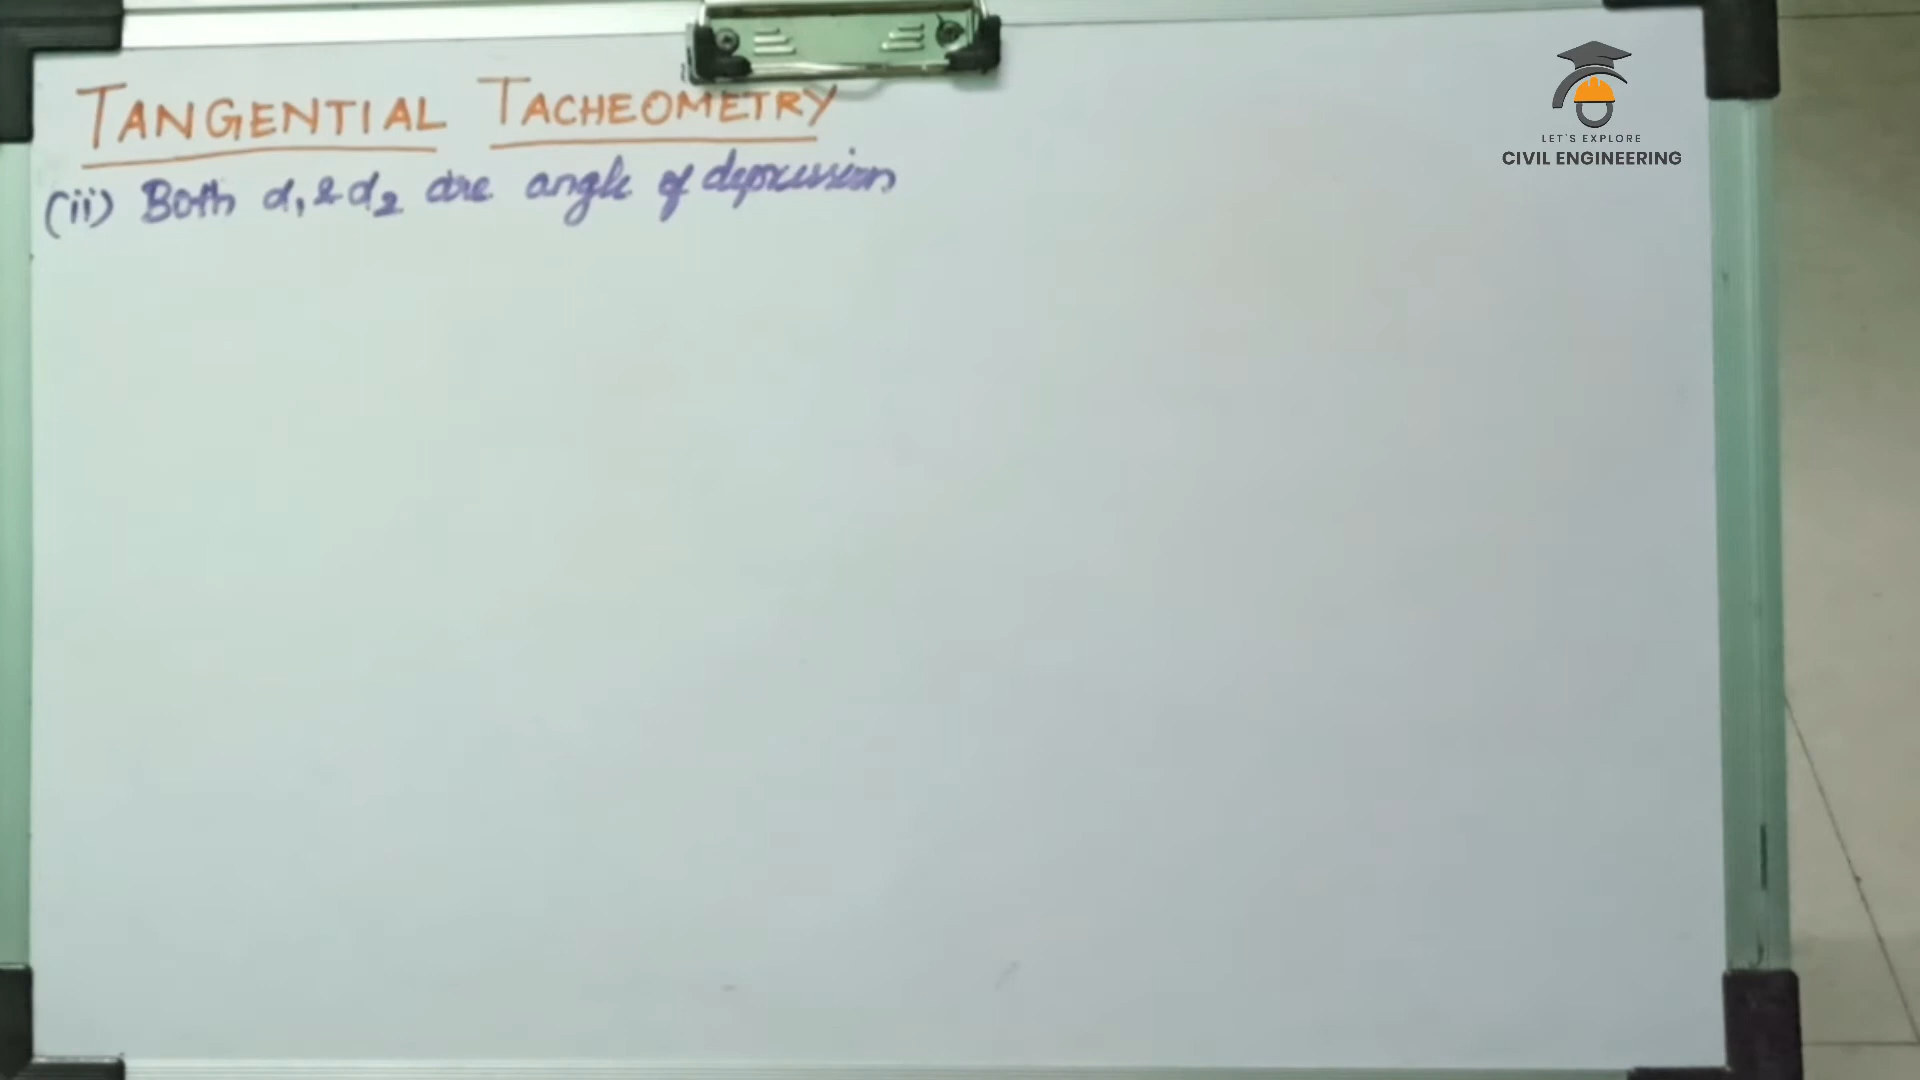 TANGENTIAL TACHEOMETRY
(ii) Both α₁ & α₂ are angle of depression
LET'S EXPLORE
CIVIL ENGINEERING